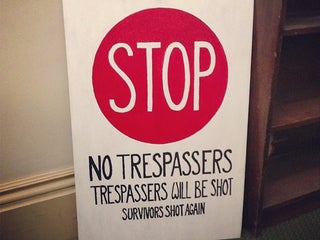 STOP
NO TRESPASSERS
TRESPASSERS WILL BE SHOT
SURVIVORS SHOT AGAIN